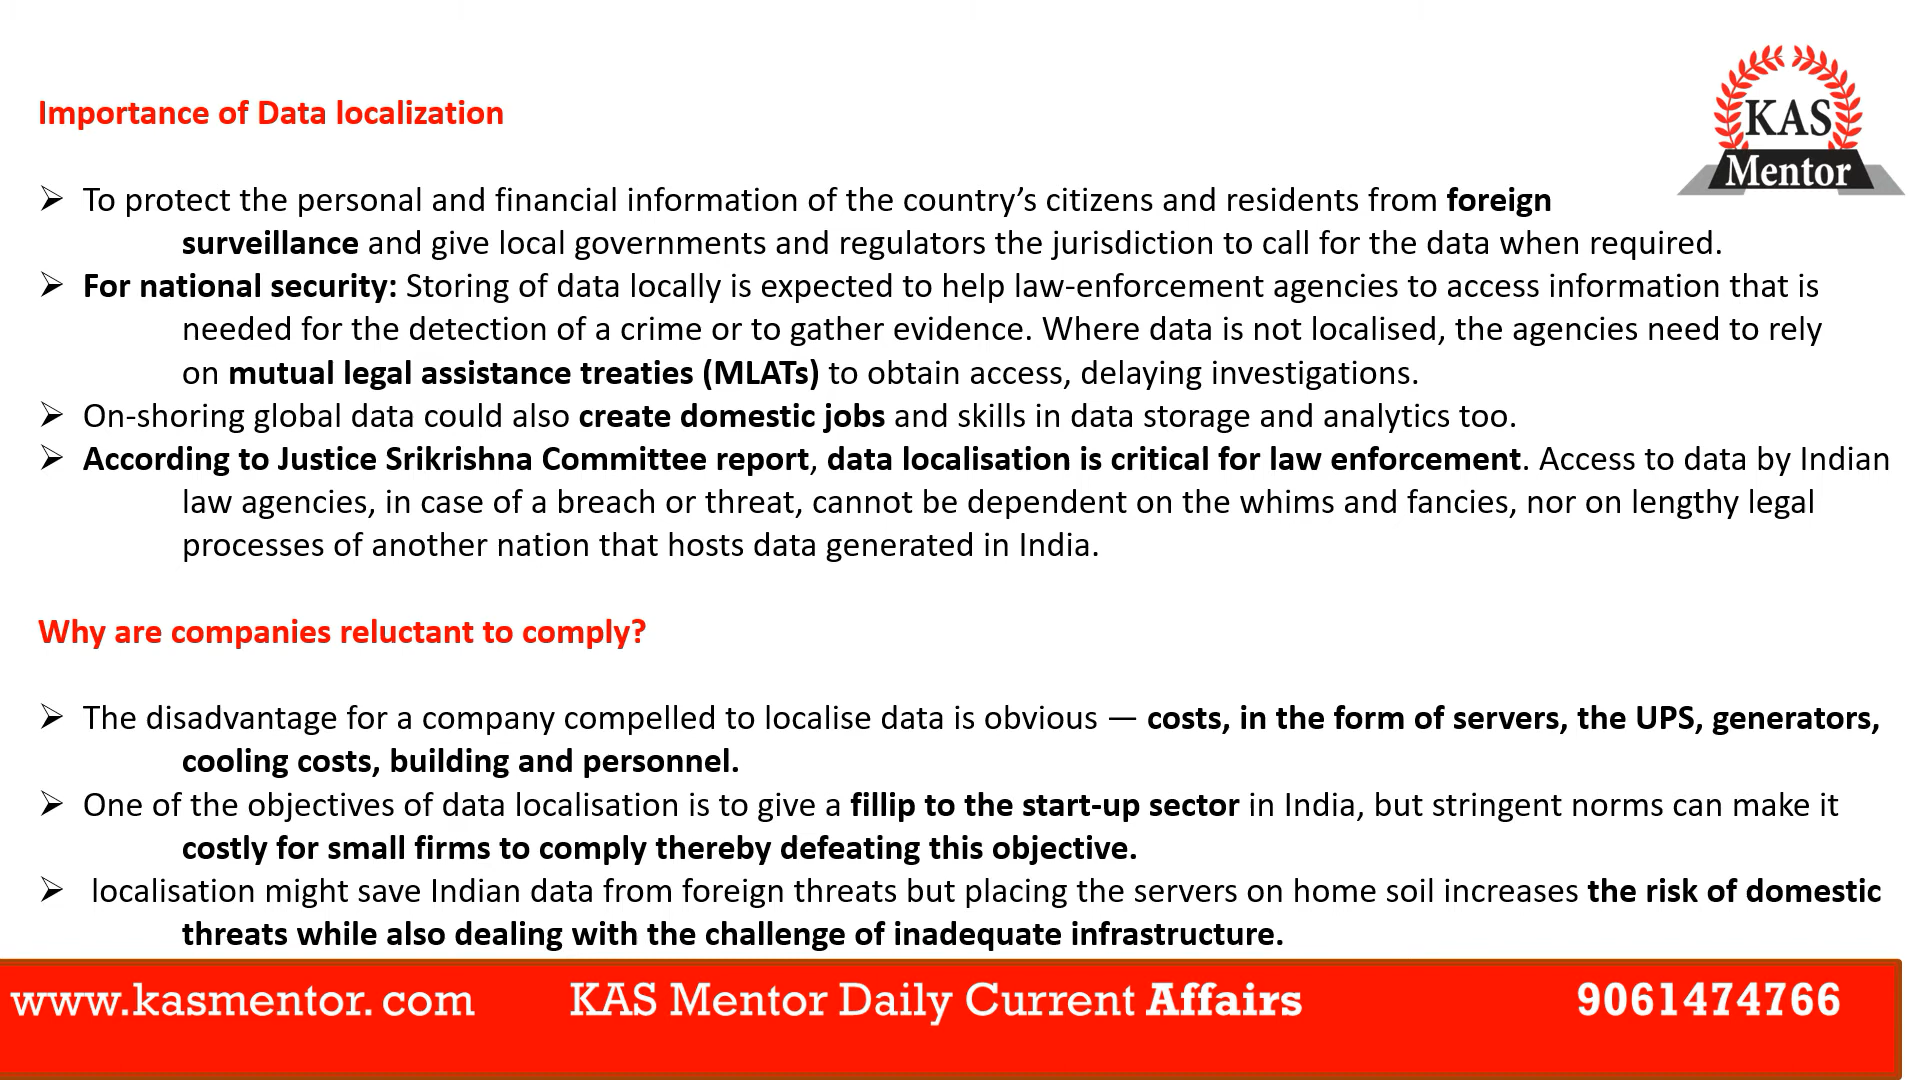 Importance of Data localization
KAS
Mentor
➢ To protect the personal and financial information of the country’s citizens and residents from foreign
surveillance and give local governments and regulators the jurisdiction to call for the data when required.
➢ For national security: Storing of data locally is expected to help law-enforcement agencies to access information that is
needed for the detection of a crime or to gather evidence. Where data is not localised, the agencies need to rely
on mutual legal assistance treaties (MLATs) to obtain access, delaying investigations.
➢ On-shoring global data could also create domestic jobs and skills in data storage and analytics too.
➢ According to Justice Srikrishna Committee report, data localisation is critical for law enforcement. Access to data by Indian
law agencies, in case of a breach or threat, cannot be dependent on the whims and fancies, nor on lengthy legal
processes of another nation that hosts data generated in India.
Why are companies reluctant to comply?
➢ The disadvantage for a company compelled to localise data is obvious — costs, in the form of servers, the UPS, generators,
cooling costs, building and personnel.
➢ One of the objectives of data localisation is to give a fillip to the start-up sector in India, but stringent norms can make it
costly for small firms to comply thereby defeating this objective.
➢ localisation might save Indian data from foreign threats but placing the servers on home soil increases the risk of domestic
threats while also dealing with the challenge of inadequate infrastructure.
www.kasmentor. com KAS Mentor Daily Current Affairs 9061474766